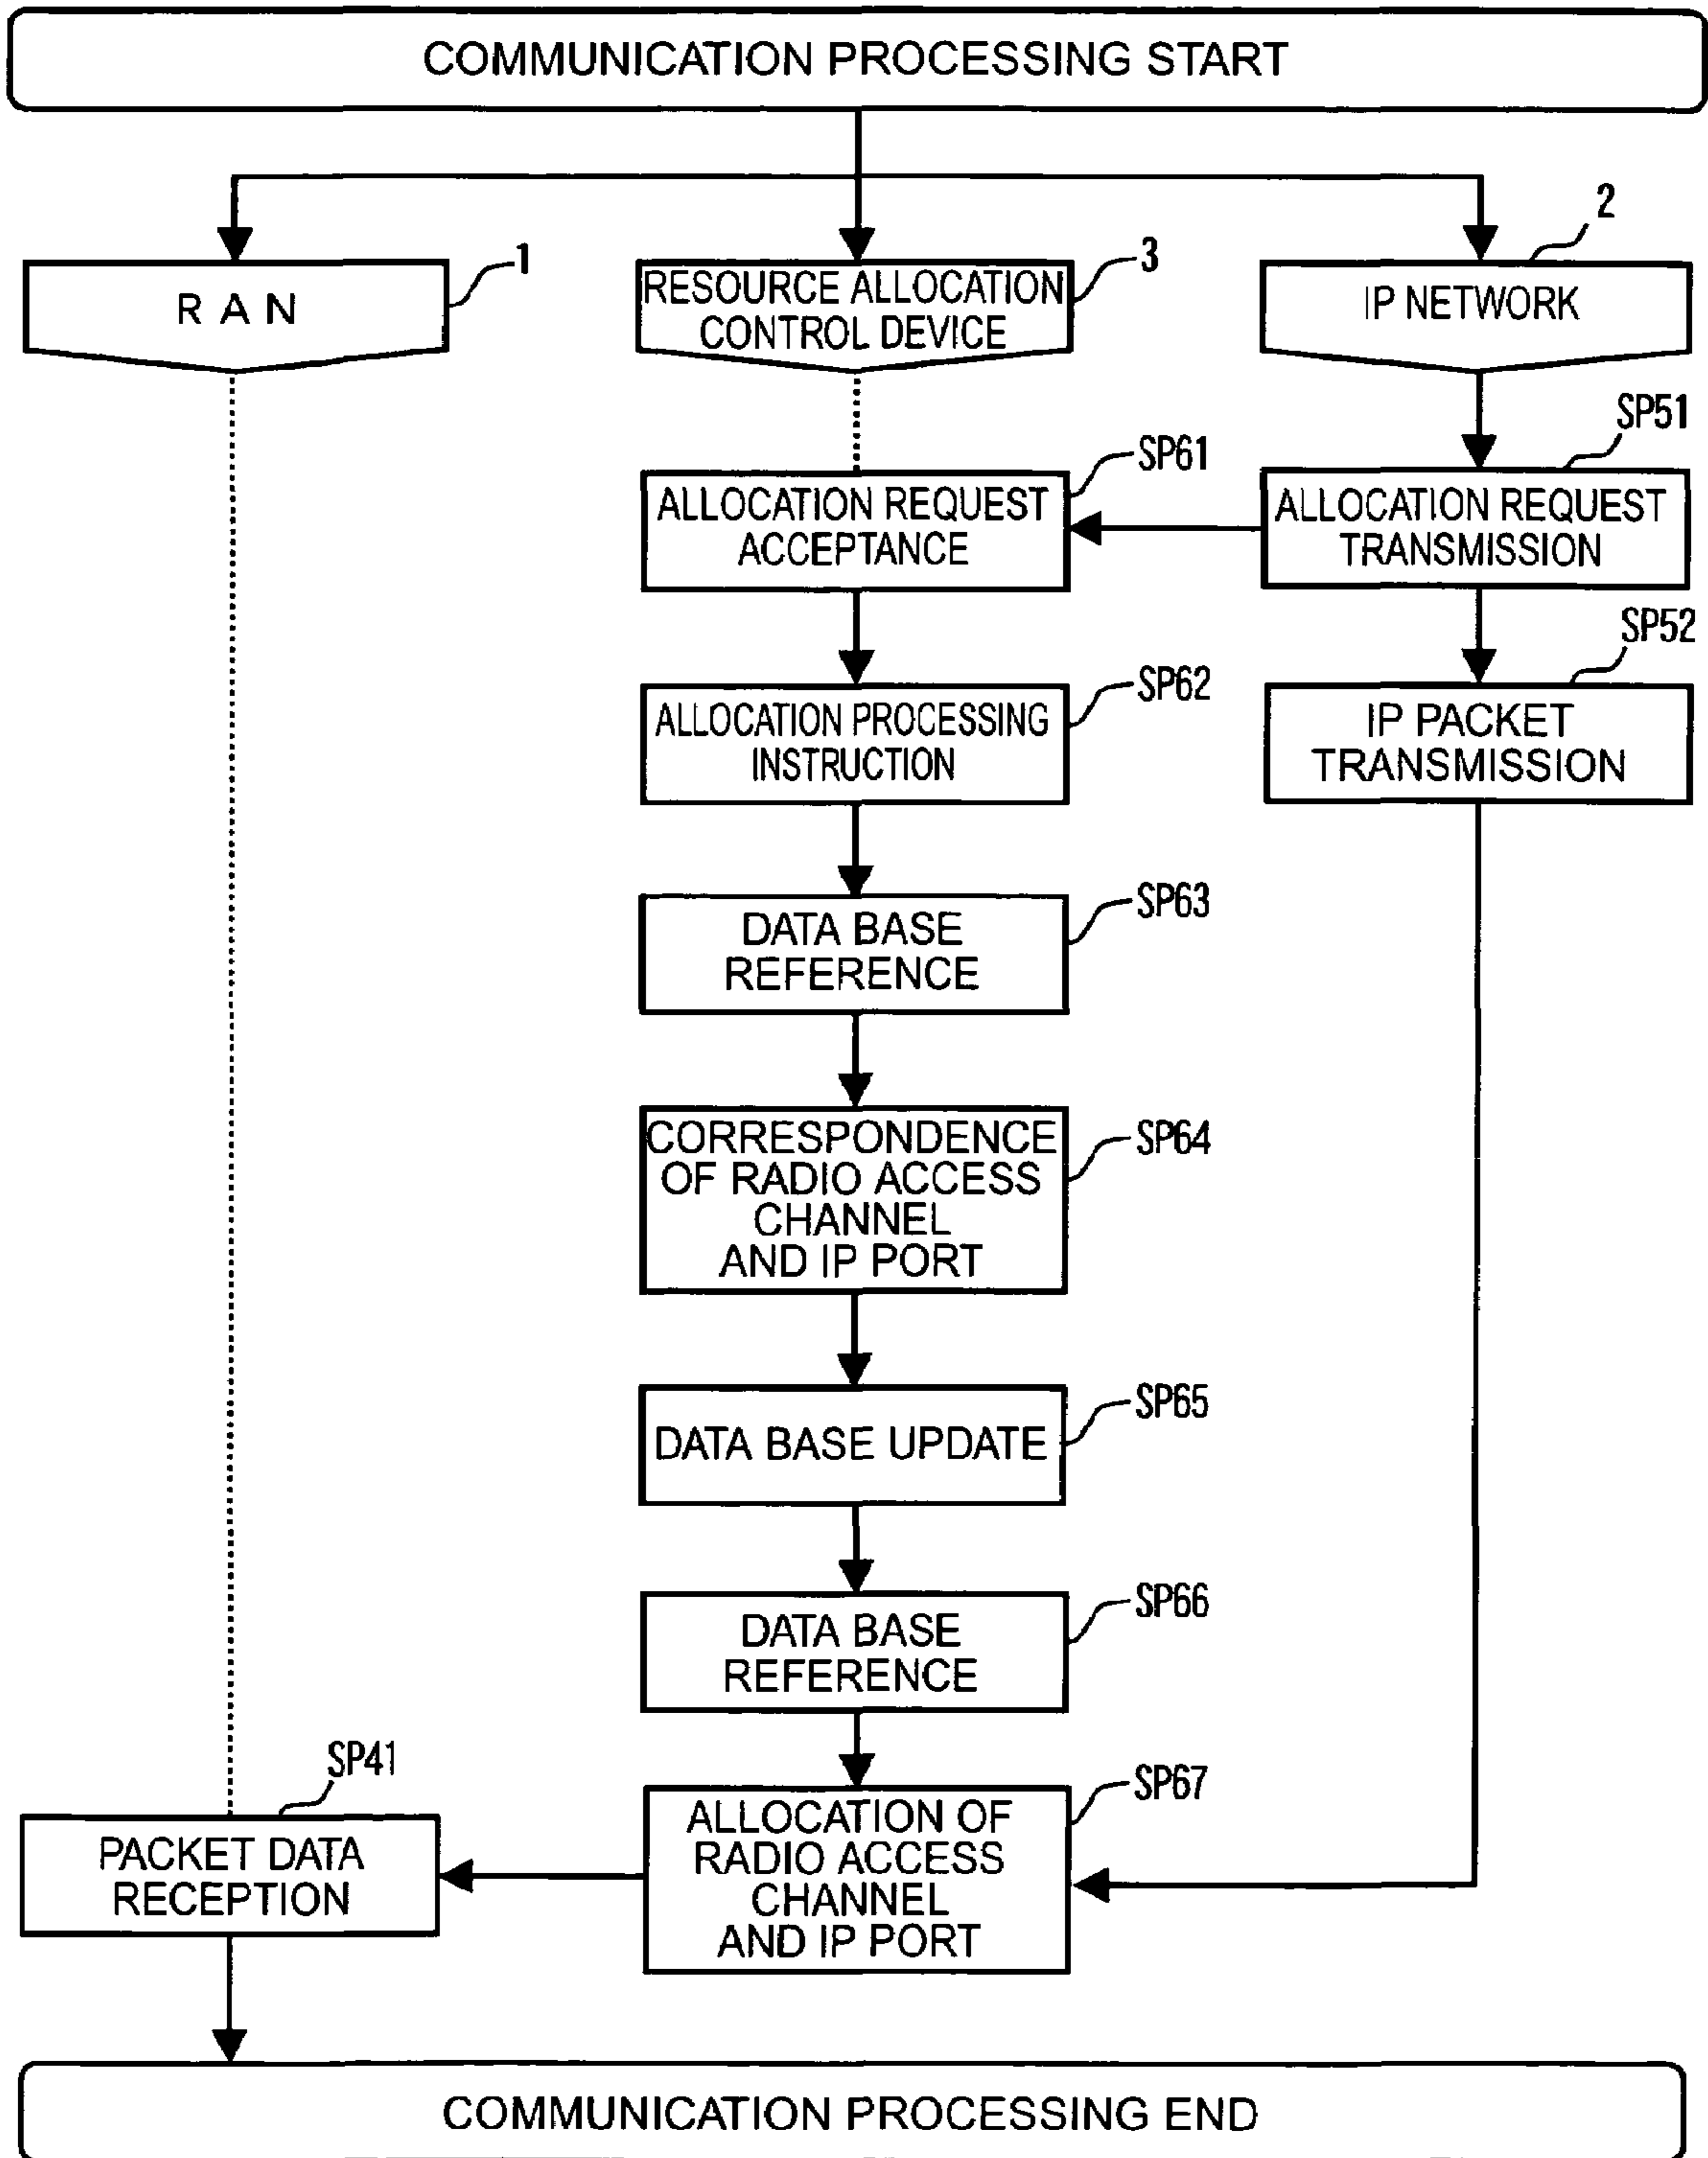 COMMUNICATION PROCESSING START
1
R A N
3
RESOURCE ALLOCATION
CONTROL DEVICE
2
IP NETWORK
SP61
ALLOCATION REQUEST
ACCEPTANCE
SP51
ALLOCATION REQUEST
TRANSMISSION
SP62
ALLOCATION PROCESSING
INSTRUCTION
SP52
IP PACKET
TRANSMISSION
SP63
DATA BASE
REFERENCE
SP64
CORRESPONDENCE
OF RADIO ACCESS
CHANNEL
AND IP PORT
SP65
DATA BASE UPDATE
SP66
DATA BASE
REFERENCE
SP41
PACKET DATA
RECEPTION
SP67
ALLOCATION OF
RADIO ACCESS
CHANNEL
AND IP PORT
COMMUNICATION PROCESSING END